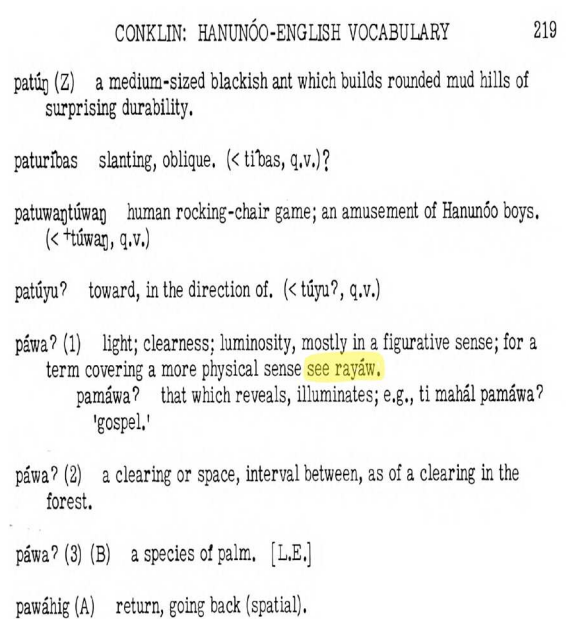 CONKLIN: HANUNÓO-ENGLISH VOCABULARY 219
patúŋ (Z) a medium-sized blackish ant which builds rounded mud hills of
surprising durability.
paturîbas slanting, oblique. (< tîbas, q.v.)?
patuwaŋtúwaŋ human rocking-chair game; an amusement of Hanunóo boys.
(< +túwaŋ, q.v.)
patúyu? toward, in the direction of. (< túyu?, q.v.)
páwa? (1) light; clearness; luminosity, mostly in a figurative sense; for a
term covering a more physical sense see rayáw.
pamáwa? that which reveals, illuminates; e.g., ti mahál pamáwa?
'gospel.'
páwa? (2) a clearing or space, interval between, as of a clearing in the
forest.
páwa? (3) (B) a species of palm. [L.E.]
pawáhig (A) return, going back (spatial).